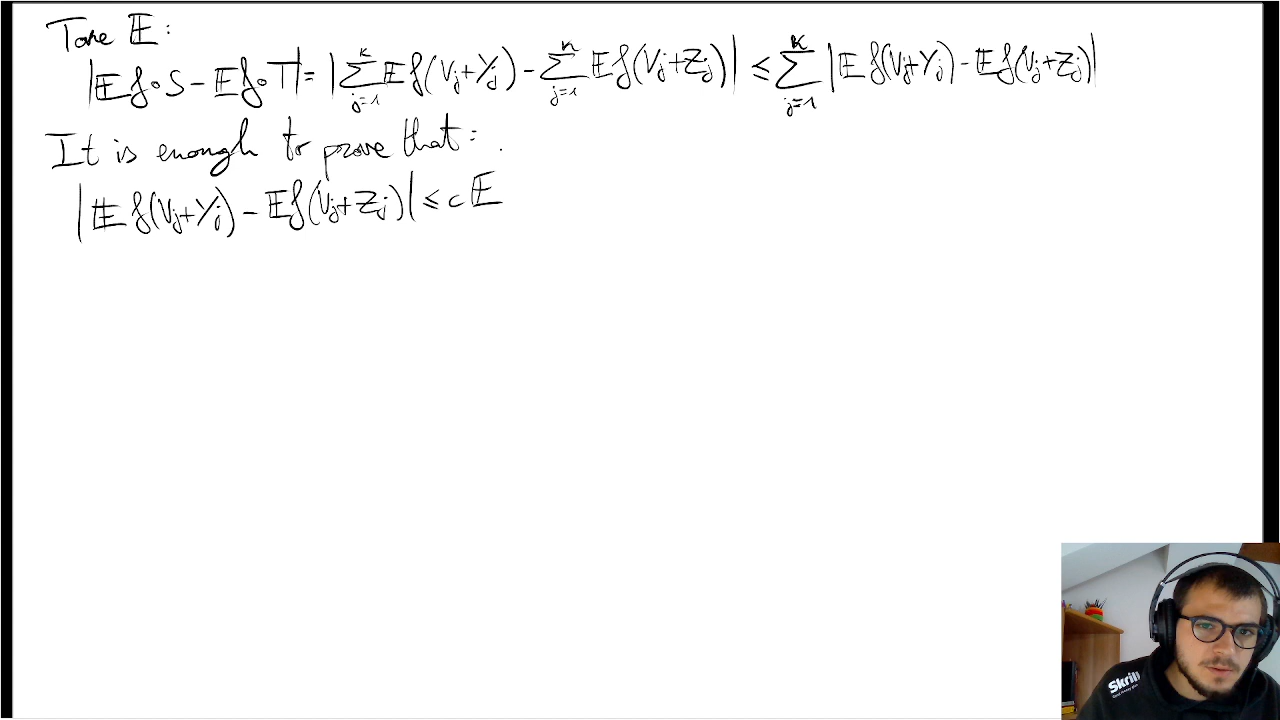 Take 𝔼:
|𝔼f∘S − 𝔼f∘T| = |∑_{j=1}^{k} 𝔼f(V_j+Y_j) − ∑_{j=1}^{k} 𝔼f(V_j+Z_j)| ≤ ∑_{j=1}^{k} |𝔼f(V_j+Y_j) − 𝔼f(V_j+Z_j)|
It is enough to prove that:
|𝔼f(V_j+Y_j) − 𝔼f(V_j+Z_j)| ≤ c𝔼
Skrill